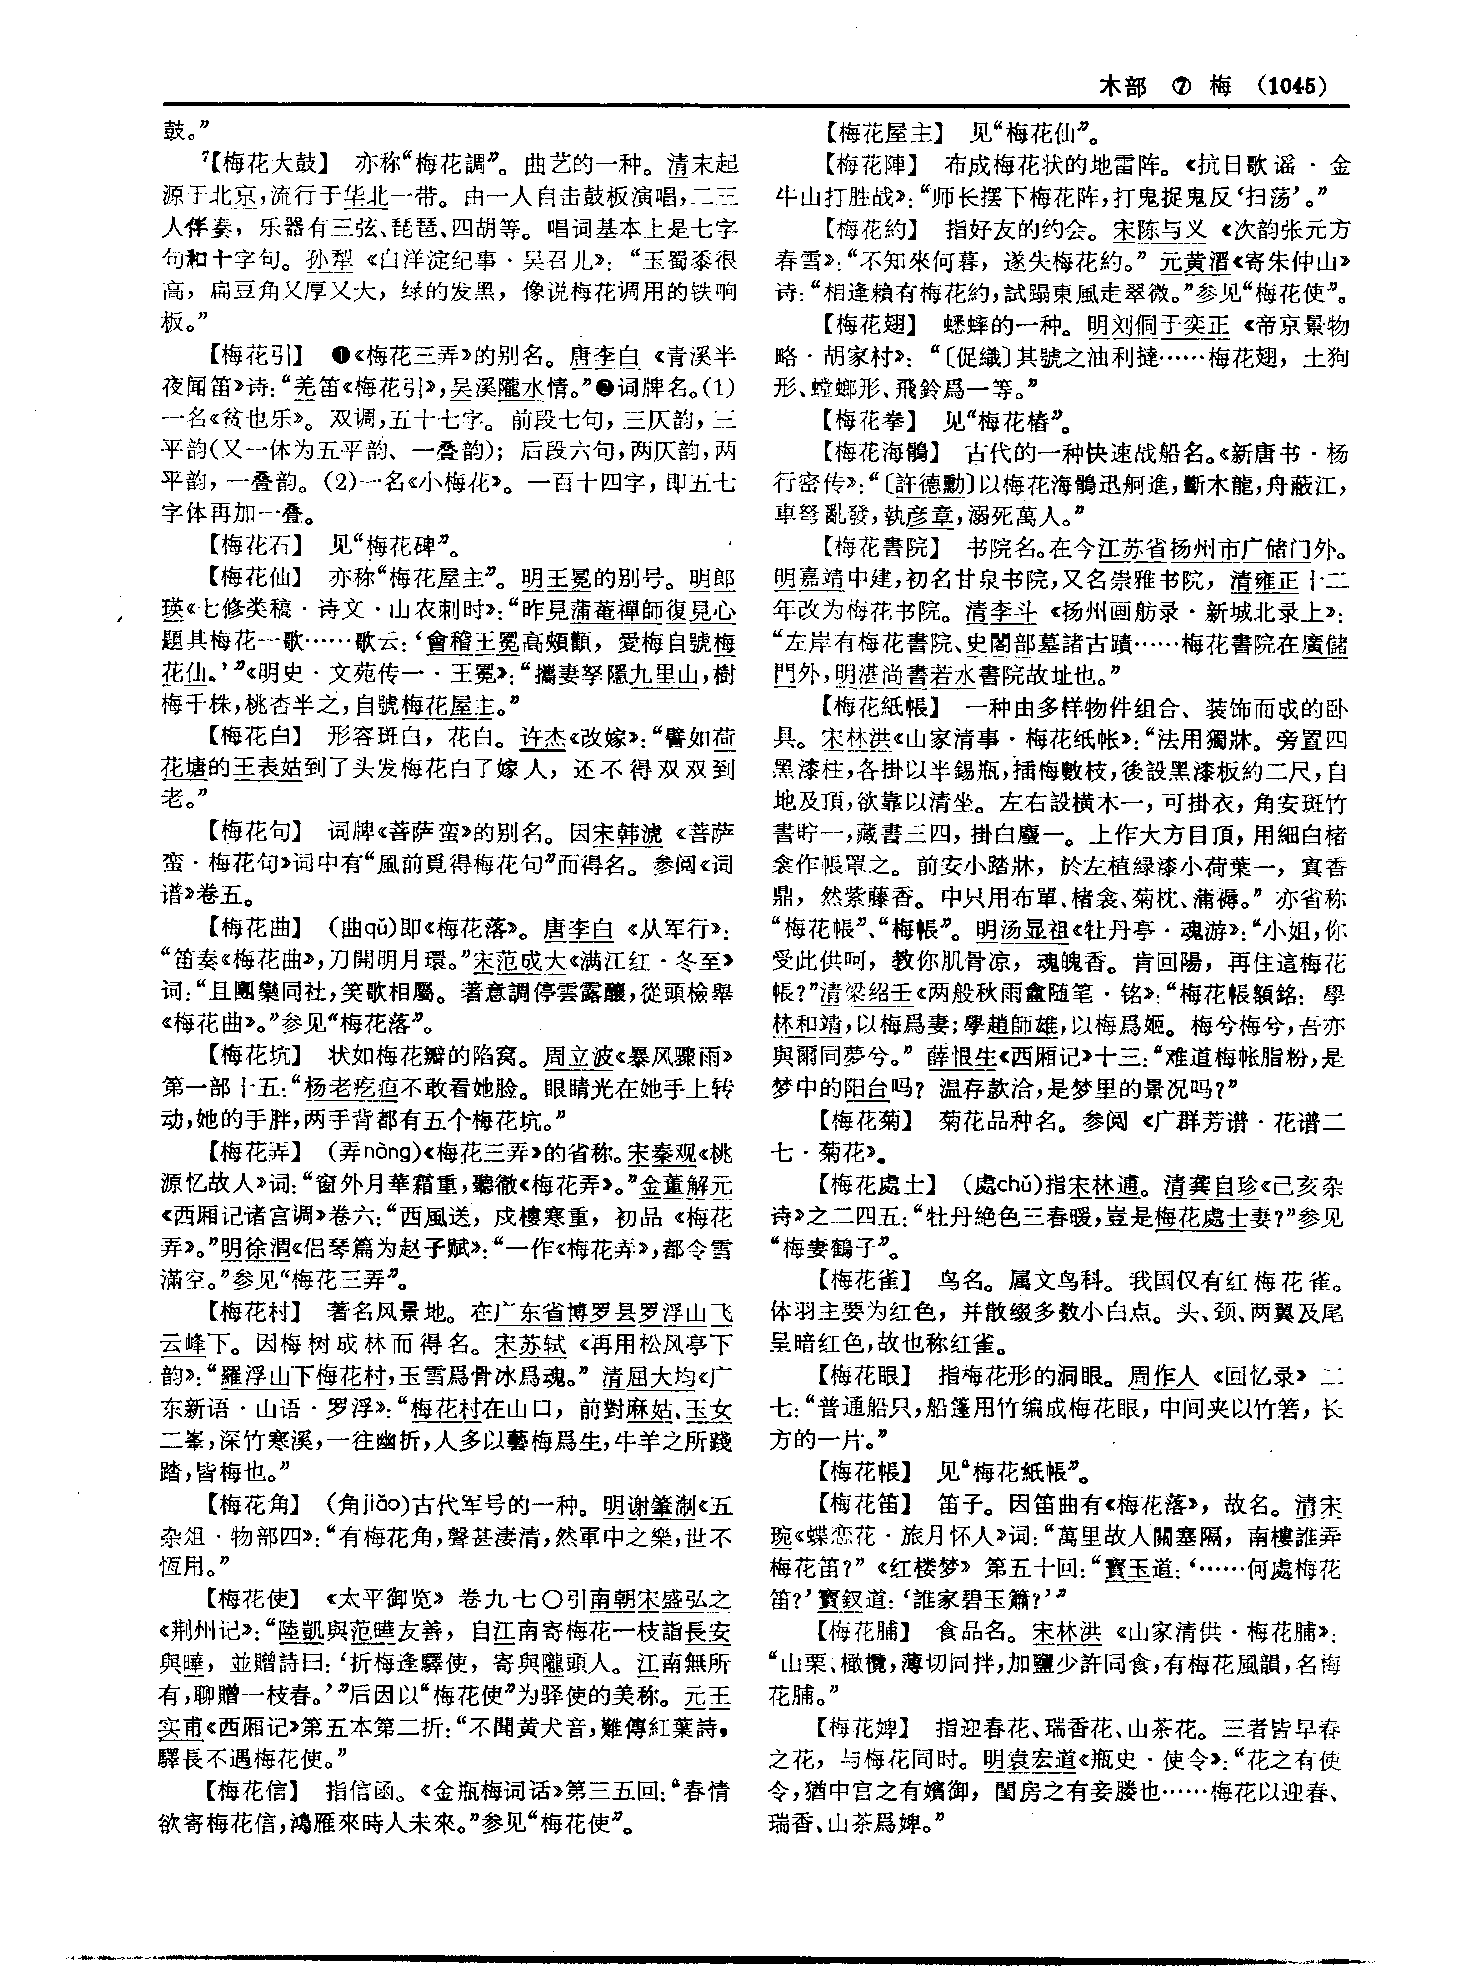 木部 ⑦ 梅 (1045)
鼓。”
⁷【梅花大鼓】 亦称“梅花調”。曲艺的一种。清末起
源于北京,流行于华北一带。由一人自击鼓板演唱,二三
人伴奏，乐器有三弦、琵琶、四胡等。唱词基本上是七字
句和十字句。孙犁《白洋淀纪事·吴召儿》：“玉蜀黍很
高，扁豆角又厚又大，绿的发黑，像说梅花调用的铁响
板。”
【梅花引】 ❶《梅花三弄》的别名。唐李白《青溪半
夜闻笛》诗：“羌笛《梅花引》，吴溪隴水情。”❷词牌名。(1)
一名《贫也乐》。双调,五十七字。前段七句，三仄韵，三
平韵(又一体为五平韵、一叠韵)；后段六句,两仄韵,两
平韵，一叠韵。(2)一名《小梅花》。一百十四字，即五七
字体再加一叠。
【梅花石】 见“梅花碑”。
【梅花仙】 亦称“梅花屋主”。明王冕的别号。明郎
瑛《七修类稿·诗文·山农刺时》：“昨見蒲菴禪師復見心
題其梅花一歌……歌云：‘會稽王冕高頰顴，愛梅自號梅
花仙。’”《明史·文苑传一·王冕》：“攜妻孥隱九里山,樹
梅千株,桃杏半之,自號梅花屋主。”
【梅花白】 形容斑白，花白。许杰《改嫁》：“譬如荷
花塘的王表姑到了头发梅花白了嫁人，还不得双双到
老。”
【梅花句】 词牌《菩萨蛮》的别名。因宋韩淲《菩萨
蛮·梅花句》词中有“風前覓得梅花句”而得名。参阅《词
谱》卷五。
【梅花曲】 (曲qǔ)即《梅花落》。唐李白《从军行》：
“笛奏《梅花曲》,刀開明月環。”宋范成大《满江红·冬至》
词：“且團欒同社,笑歌相屬。著意調停雲露釀,從頭檢舉
《梅花曲》。”参见“梅花落”。
【梅花坑】 状如梅花瓣的陷窝。周立波《暴风骤雨》
第一部十五：“杨老疙疸不敢看她脸。眼睛光在她手上转
动,她的手胖,两手背都有五个梅花坑。”
【梅花弄】 (弄nòng)《梅花三弄》的省称。宋秦观《桃
源忆故人》词：“窗外月華霜重,聽徹《梅花弄》。”金董解元
《西厢记诸宫调》卷六：“西風送，戍樓寒重，初品《梅花
弄》。”明徐渭《侣琴篇为赵子赋》：“一作《梅花弄》,都令雪
滿空。”参见“梅花三弄”。
【梅花村】 著名风景地。在广东省博罗县罗浮山飞
云峰下。因梅树成林而得名。宋苏轼《再用松风亭下
韵》：“羅浮山下梅花村,玉雪爲骨冰爲魂。”清屈大均《广
东新语·山语·罗浮》：“梅花村在山口，前對麻姑、玉女
二峯,深竹寒溪,一往幽折,人多以藝梅爲生,牛羊之所踐
踏,皆梅也。”
【梅花角】 (角jiǎo)古代军号的一种。明谢肇淛《五
杂俎·物部四》：“有梅花角,聲甚淒清,然軍中之樂,世不
恆用。”
【梅花使】 《太平御览》卷九七〇引南朝宋盛弘之
《荆州记》：“陸凱與范曄友善，自江南寄梅花一枝詣長安
與曄，並贈詩曰：‘折梅逢驛使，寄與隴頭人。江南無所
有,聊贈一枝春。’”后因以“梅花使”为驿使的美称。元王
实甫《西厢记》第五本第二折：“不聞黃犬音,難傳紅葉詩，
驛長不遇梅花使。”
【梅花信】 指信函。《金瓶梅词话》第三五回：“春情
欲寄梅花信,鴻雁來時人未來。”参见“梅花使”。
【梅花屋主】 见“梅花仙”。
【梅花陣】 布成梅花状的地雷阵。《抗日歌谣·金
牛山打胜战》：“师长摆下梅花阵,打鬼捉鬼反‘扫荡’。”
【梅花約】 指好友的约会。宋陈与义《次韵张元方
春雪》：“不知來何暮，遂失梅花約。”元黄溍《寄朱仲山》
诗：“相逢賴有梅花約,試蹋東風走翠微。”参见“梅花使”。
【梅花翅】 蟋蟀的一种。明刘侗于奕正《帝京景物
略·胡家村》：“〔促織〕其號之油利撻……梅花翅，土狗
形、螳螂形、飛鈴爲一等。”
【梅花拳】 见“梅花樁”。
【梅花海鶻】 古代的一种快速战船名。《新唐书·杨
行密传》：“〔許德勳〕以梅花海鶻迅舸進,斷木龍,舟蔽江,
車弩亂發,執彦章,溺死萬人。”
【梅花書院】 书院名。在今江苏省扬州市广储门外。
明嘉靖中建,初名甘泉书院,又名崇雅书院，清雍正十二
年改为梅花书院。清李斗《扬州画舫录·新城北录上》：
“左岸有梅花書院、史閣部墓諸古蹟……梅花書院在廣儲
門外,明湛尚書若水書院故址也。”
【梅花紙帳】 一种由多样物件组合、装饰而成的卧
具。宋林洪《山家清事·梅花纸帐》：“法用獨牀。旁置四
黑漆柱,各掛以半錫瓶,插梅數枝,後設黑漆板約二尺,自
地及頂,欲靠以清坐。左右設橫木一，可掛衣，角安斑竹
書貯一,藏書三四，掛白麈一。上作大方目頂，用細白楮
衾作帳罩之。前安小踏牀，於左植緑漆小荷葉一，寘香
鼎，然紫藤香。中只用布單、楮衾、菊枕、蒲褥。”亦省称
“梅花帳”、“梅帳”。明汤显祖《牡丹亭·魂游》：“小姐,你
受此供呵，教你肌骨凉，魂魄香。肯回陽，再住這梅花
帳?”清梁绍壬《两般秋雨盦随笔·铭》：“梅花帳額銘：學
林和靖,以梅爲妻;學趙師雄,以梅爲姬。梅兮梅兮,吾亦
與爾同夢兮。”薛恨生《西厢记》十三：“难道梅帐脂粉,是
梦中的阳台吗? 温存款洽,是梦里的景况吗?”
【梅花菊】 菊花品种名。参阅《广群芳谱·花谱二
七·菊花》。
【梅花處士】 (處chǔ)指宋林逋。清龚自珍《己亥杂
诗》之二四五：“牡丹絶色三春暖,豈是梅花處士妻?”参见
“梅妻鶴子”。
【梅花雀】 鸟名。属文鸟科。我国仅有红梅花雀。
体羽主要为红色，并散缀多数小白点。头、颈、两翼及尾
呈暗红色,故也称红雀。
【梅花眼】 指梅花形的洞眼。周作人《回忆录》二
七：“普通船只,船篷用竹编成梅花眼，中间夹以竹箬，长
方的一片。”
【梅花帳】 见“梅花紙帳”。
【梅花笛】 笛子。因笛曲有《梅花落》，故名。清宋
琬《蝶恋花·旅月怀人》词：“萬里故人關塞隔，南樓誰弄
梅花笛?”《红楼梦》第五十回：“寳玉道：‘……何處梅花
笛?’寳釵道：‘誰家碧玉簫?’”
【梅花脯】 食品名。宋林洪《山家清供·梅花脯》：
“山栗、橄欖,薄切同拌,加鹽少許同食,有梅花風韻,名梅
花脯。”
【梅花婢】 指迎春花、瑞香花、山茶花。三者皆早春
之花，与梅花同时。明袁宏道《瓶史·使令》：“花之有使
令,猶中宫之有嬪御，閨房之有妾媵也……梅花以迎春、
瑞香、山茶爲婢。”